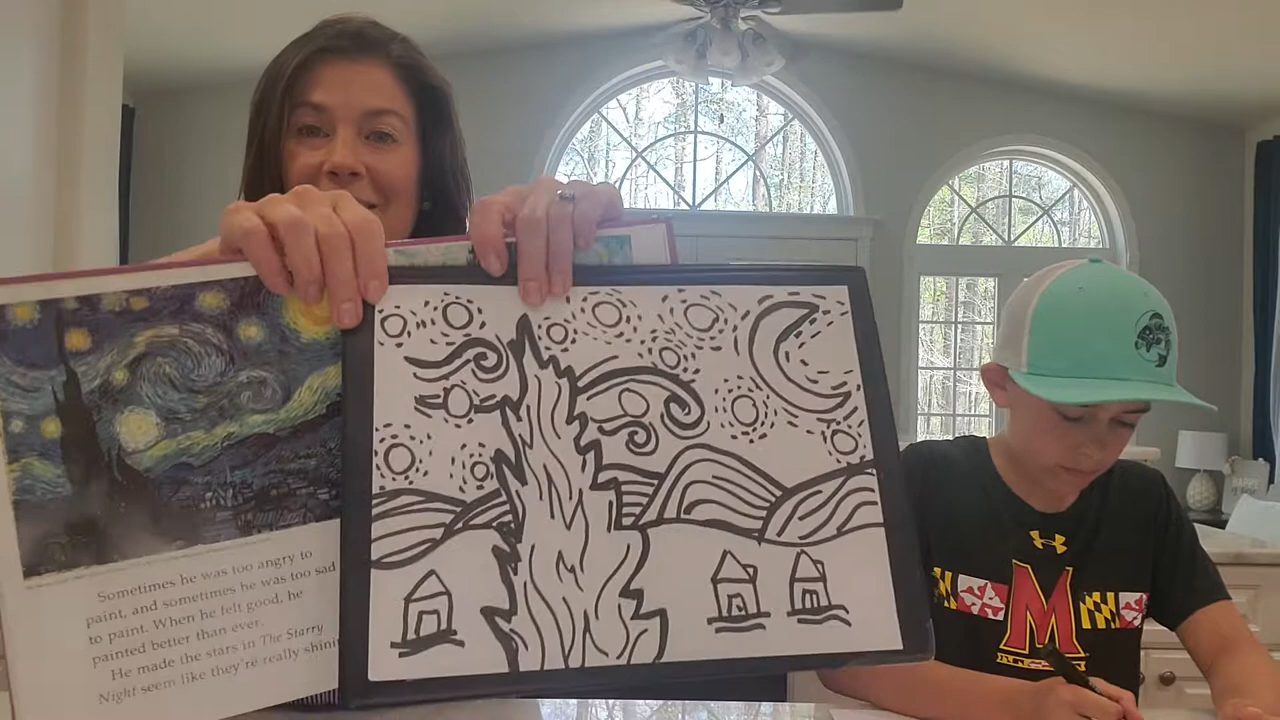 Sometimes he was too angry to
paint, and sometimes he was too sad
to paint. When he felt good, he
painted better than ever.
He made the stars in The Starry
Night seem like they're really shini
M